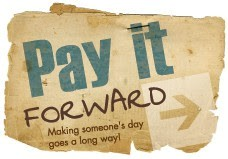 Pay it
FORWARD
Making someone's day
goes a long way!